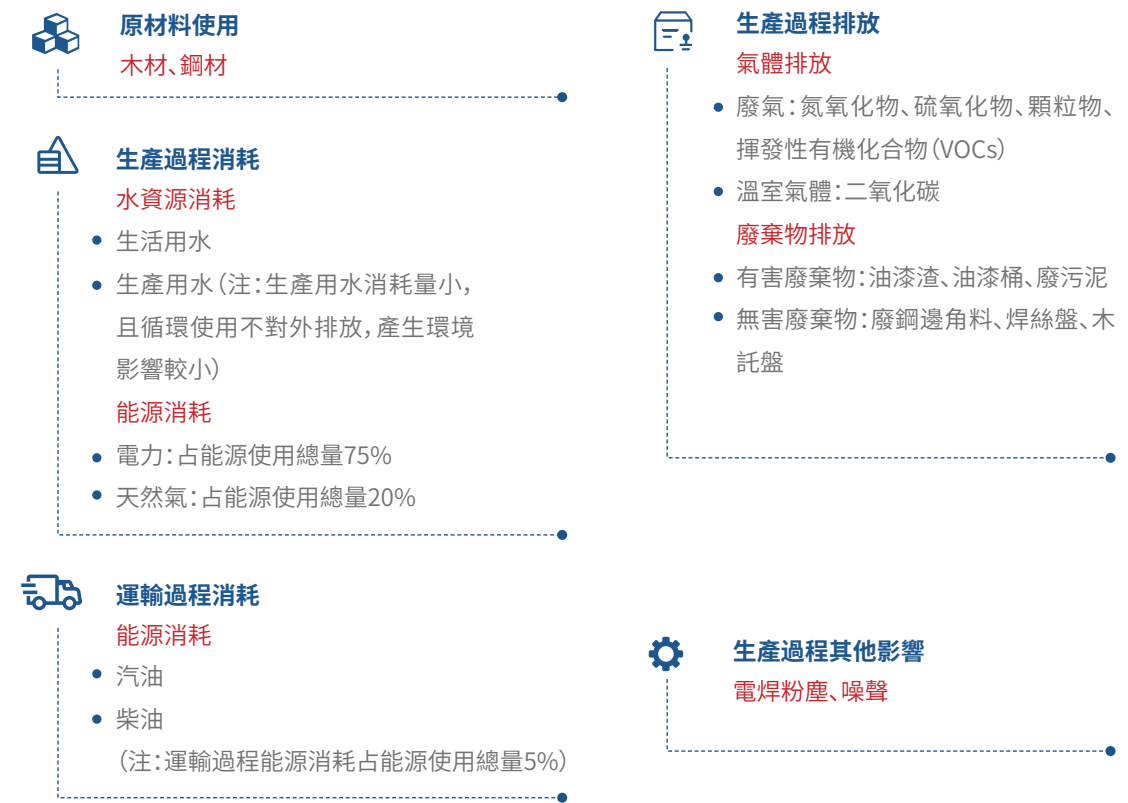 原材料使用
木材、鋼材
生產過程消耗
水資源消耗
生活用水
生產用水（注：生產用水消耗量小，
且循環使用不對外排放，產生環境
影響較小）
能源消耗
電力：占能源使用總量75%
天然氣：占能源使用總量20%
運輸過程消耗
能源消耗
汽油
柴油
（注：運輸過程能源消耗占能源使用總量5%）
生產過程排放
氣體排放
廢氣：氮氧化物、硫氧化物、顆粒物、
揮發性有機化合物（VOCs）
溫室氣體：二氧化碳
廢棄物排放
有害廢棄物：油漆渣、油漆桶、廢污泥
無害廢棄物：廢鋼邊角料、焊絲盤、木
託盤
生產過程其他影響
電焊粉塵、噪聲